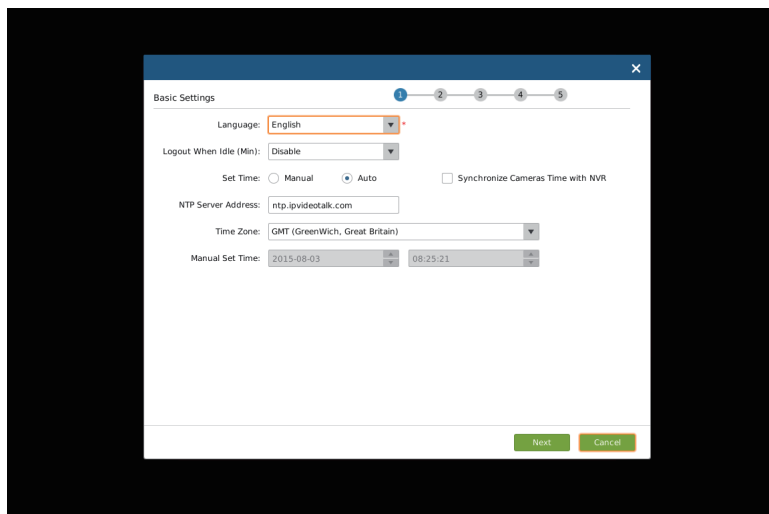 Basic Settings 1 2 3 4 5
Language: English *
Logout When Idle (Min): Disable
Set Time: Manual Auto Synchronize Cameras Time with NVR
NTP Server Address: ntp.ipvideotalk.com
Time Zone: GMT (GreenWich, Great Britain)
Manual Set Time: 2015-08-03 08:25:21
Next Cancel